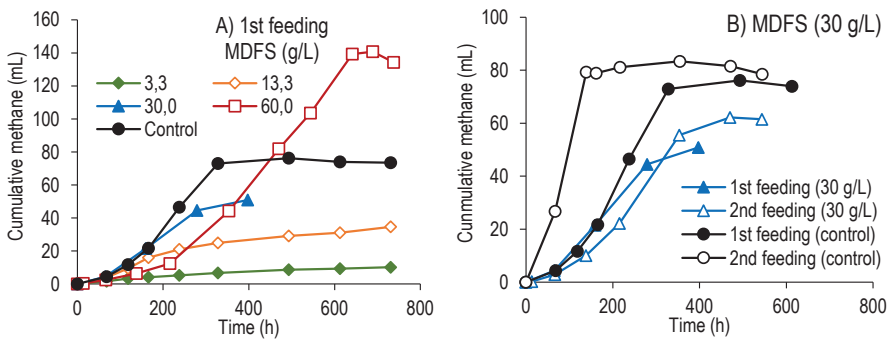 A) 1st feeding
MDFS (g/L)
3,3
13,3
30,0
60,0
Control
Cumulative methane (mL)
160
140
120
100
80
60
40
20
0
0
200
400
600
800
Time (h)
B) MDFS (30 g/L)
Cunmulative methane (mL)
100
80
60
40
20
0
1st feeding (30 g/L)
2nd feeding (30 g/L)
1st feeding (control)
2nd feeding (control)
0
200
400
600
800
Time (h)